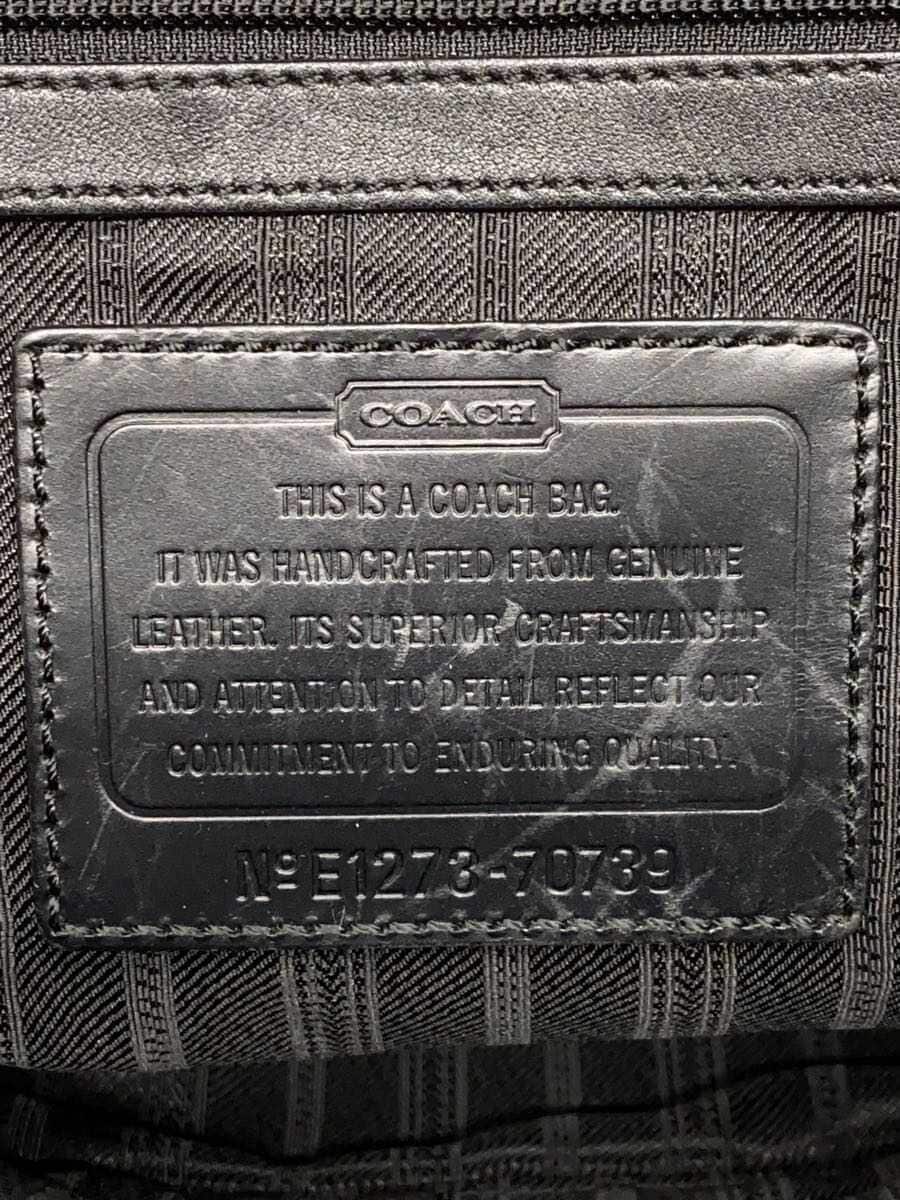 COACH
THIS IS A COACH BAG.
IT WAS HANDCRAFTED FROM GENUINE
LEATHER. ITS SUPERIOR CRAFTSMANSHIP
AND ATTENTION TO DETAIL REFLECT OUR
COMMITMENT TO ENDURING QUALITY.
Nº E1273-70739